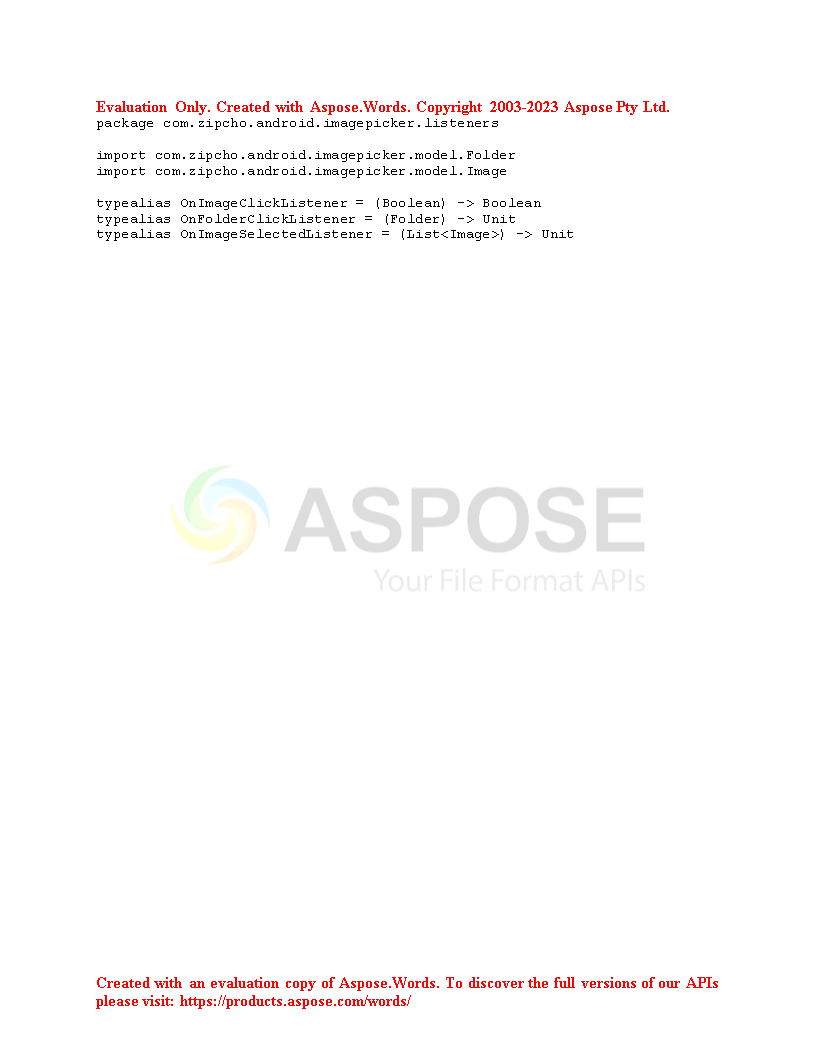 Evaluation Only. Created with Aspose.Words. Copyright 2003-2023 Aspose Pty Ltd.
package com.zipcho.android.imagepicker.listeners
import com.zipcho.android.imagepicker.model.Folder
import com.zipcho.android.imagepicker.model.Image
typealias OnImageClickListener = (Boolean) -> Boolean
typealias OnFolderClickListener = (Folder) -> Unit
typealias OnImageSelectedListener = (List<Image>) -> Unit
ASPOSE
Your File Format APIs
Created with an evaluation copy of Aspose.Words. To discover the full versions of our APIs
please visit: https://products.aspose.com/words/